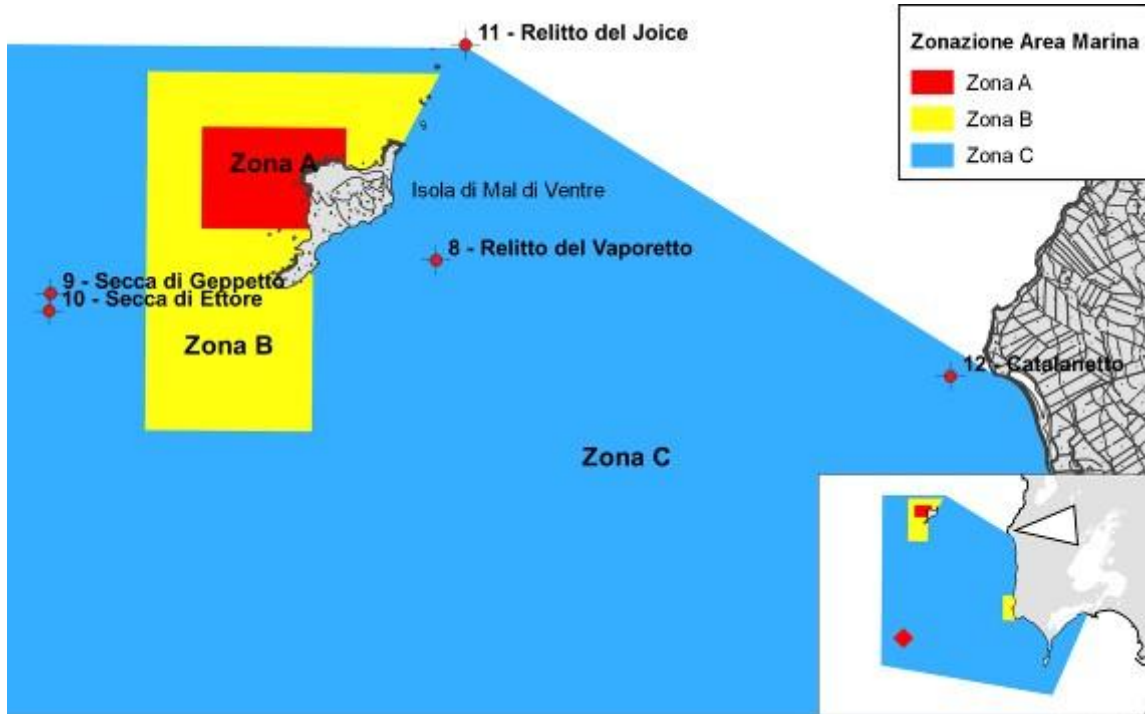 11 - Relitto del Joice
Zonazione Area Marina
Zona A
Zona B
Zona C
Zona A
Isola di Mal di Ventre
8 - Relitto del Vaporetto
9 - Secca di Geppetto
10 - Secca di Ettore
Zona B
12 - Catalanetto
Zona C